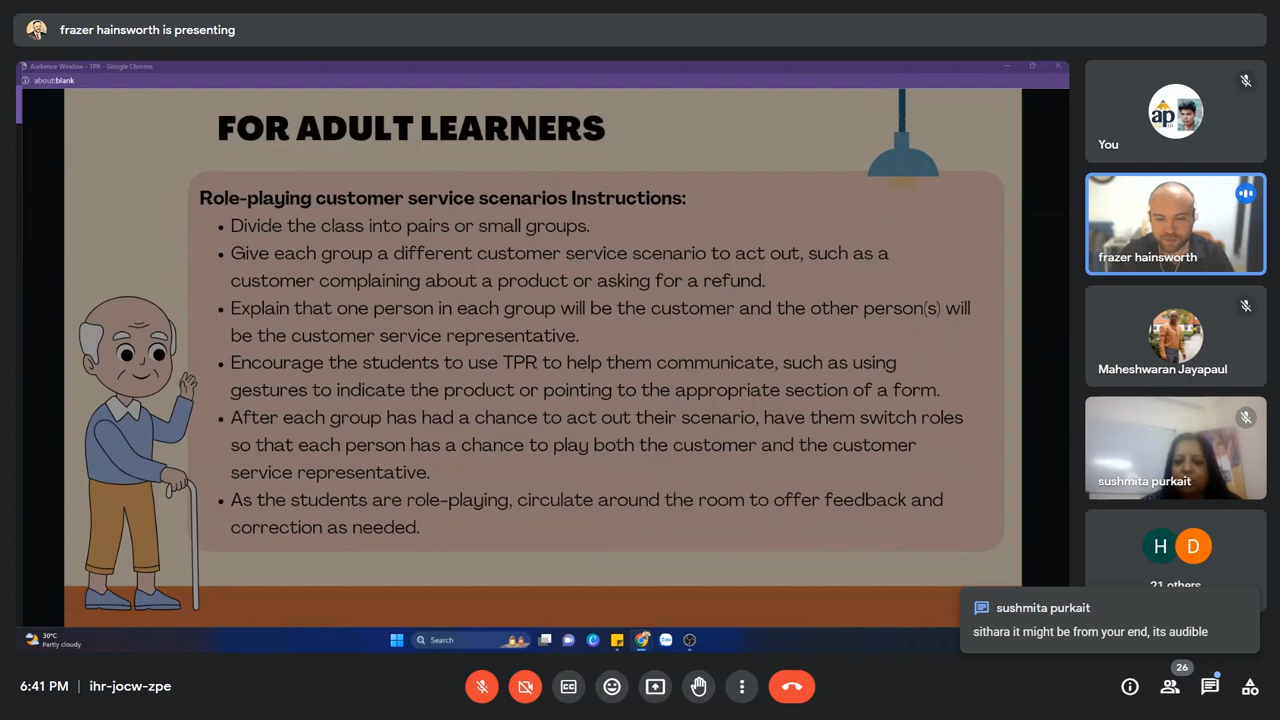 frazer hainsworth is presenting
Audience Window - TPR - Google Chrome
about:blank
FOR ADULT LEARNERS
Role-playing customer service scenarios Instructions:
• Divide the class into pairs or small groups.
• Give each group a different customer service scenario to act out, such as a
customer complaining about a product or asking for a refund.
• Explain that one person in each group will be the customer and the other person(s) will
be the customer service representative.
• Encourage the students to use TPR to help them communicate, such as using
gestures to indicate the product or pointing to the appropriate section of a form.
• After each group has had a chance to act out their scenario, have them switch roles
so that each person has a chance to play both the customer and the customer
service representative.
• As the students are role-playing, circulate around the room to offer feedback and
correction as needed.
30°C
Partly cloudy
Search
ap
You
frazer hainsworth
Maheshwaran Jayapaul
sushmita purkait
H D
21 others
sushmita purkait
sithara it might be from your end, its audible
6:41 PM | ihr-jocw-zpe
26